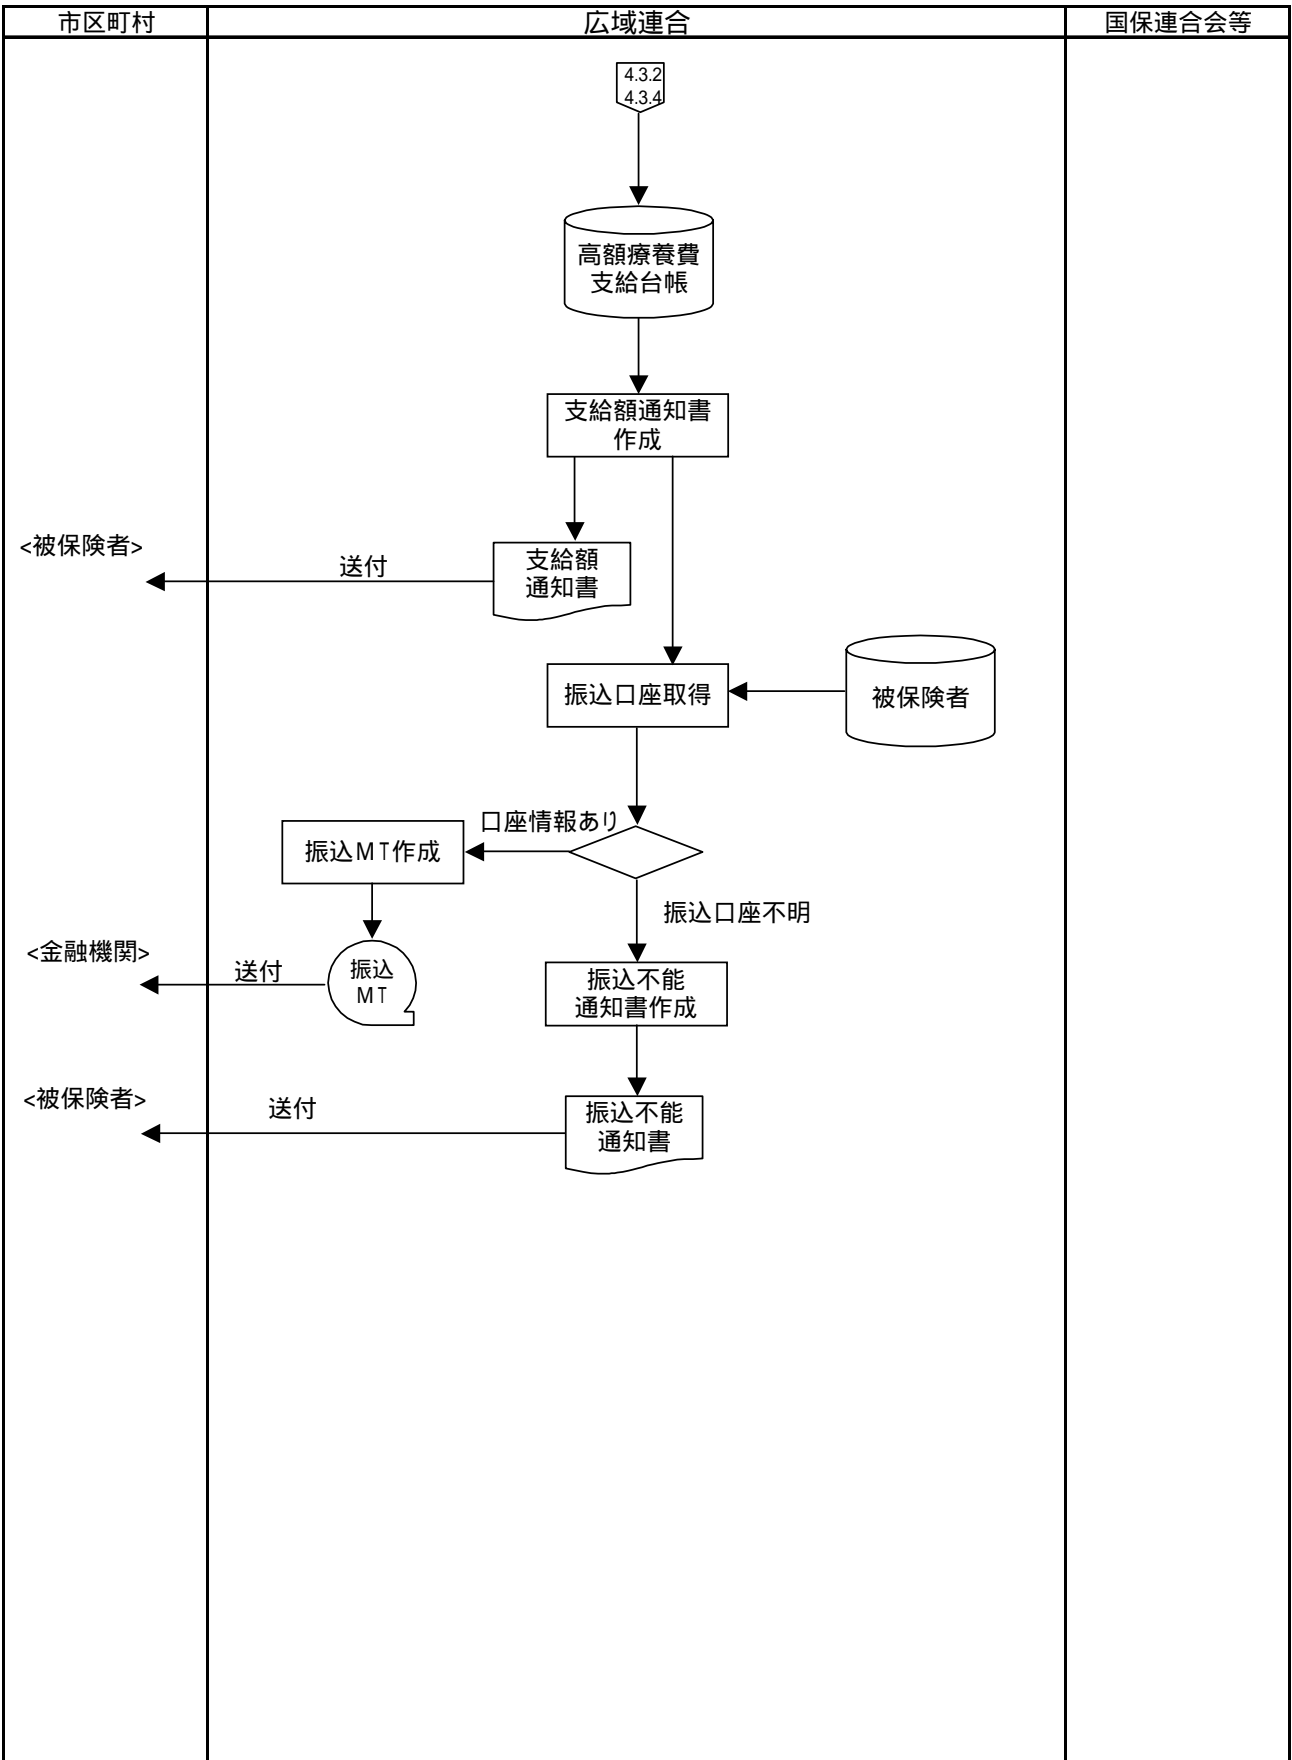 市区町村
広域連合
国保連合会等
4.3.2
4.3.4
高額療養費
支給台帳
支給額通知書
作成
<被保険者>
送付
支給額
通知書
振込口座取得
被保険者
口座情報あり
振込MT作成
振込口座不明
<金融機関>
送付
振込
MT
振込不能
通知書作成
<被保険者>
送付
振込不能
通知書